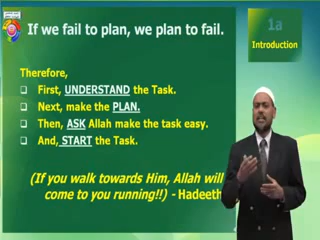 If we fail to plan, we plan to fail.
1a
Introduction
Therefore,
First, UNDERSTAND the Task.
Next, make the PLAN.
Then, ASK Allah make the task easy.
And, START the Task.
(If you walk towards Him, Allah will
come to you running!!) - Hadeeth